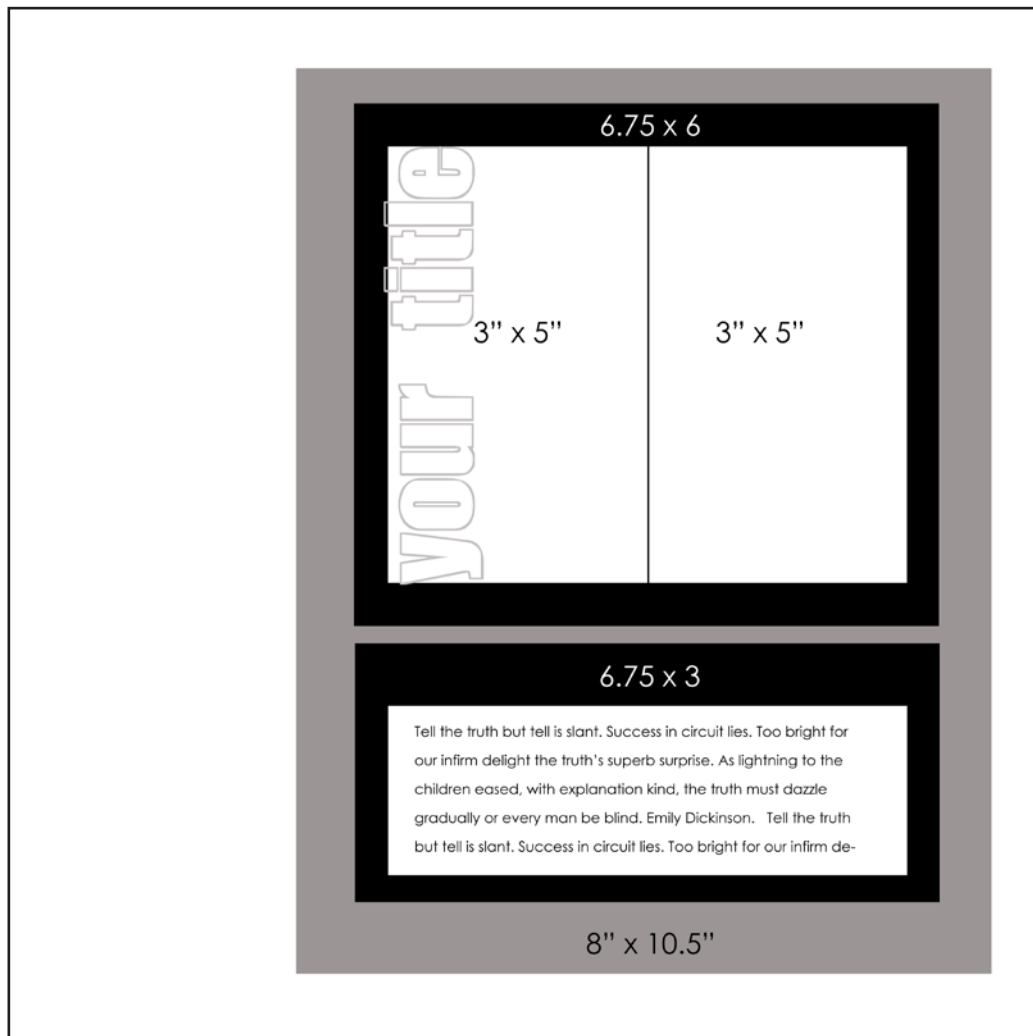 6.75 x 6
your title
3” x 5”
3” x 5”
6.75 x 3
Tell the truth but tell is slant. Success in circuit lies. Too bright for
our infirm delight the truth’s superb surprise. As lightning to the
children eased, with explanation kind, the truth must dazzle
gradually or every man be blind. Emily Dickinson.   Tell the truth
but tell is slant. Success in circuit lies. Too bright for our infirm de-
8” x 10.5”